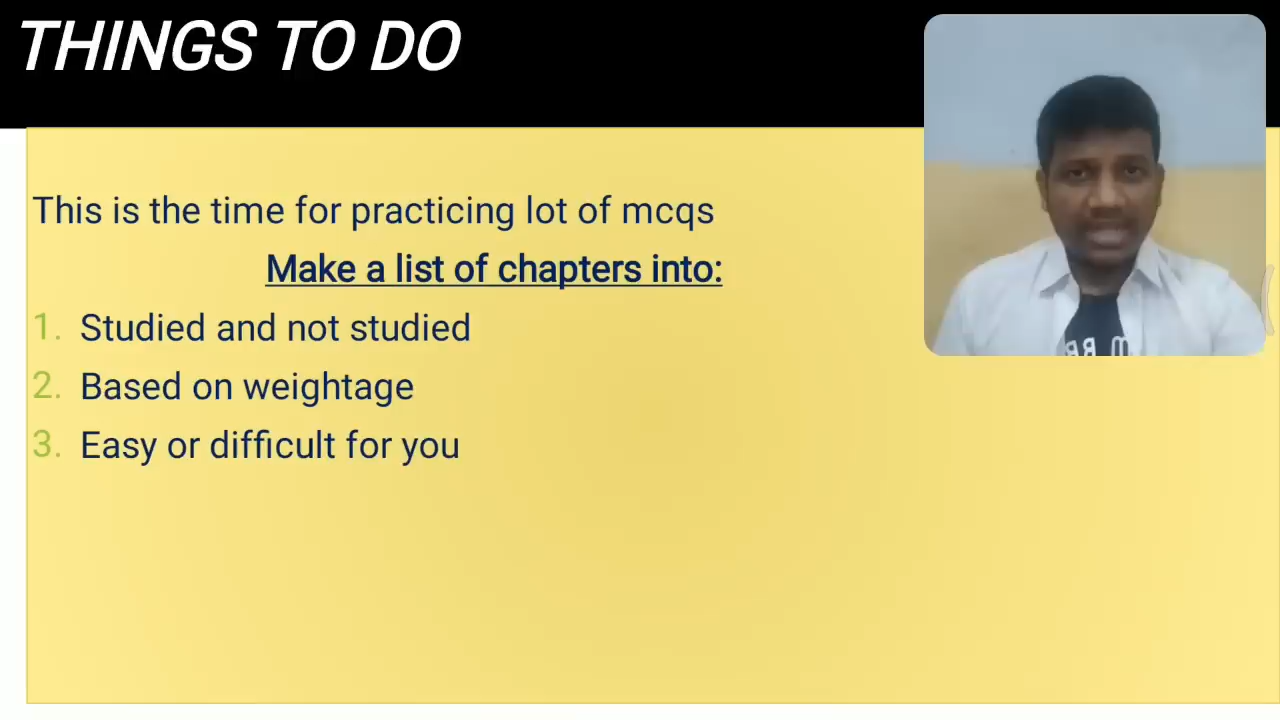 THINGS TO DO
This is the time for practicing lot of mcqs
Make a list of chapters into:
1. Studied and not studied
2. Based on weightage
3. Easy or difficult for you